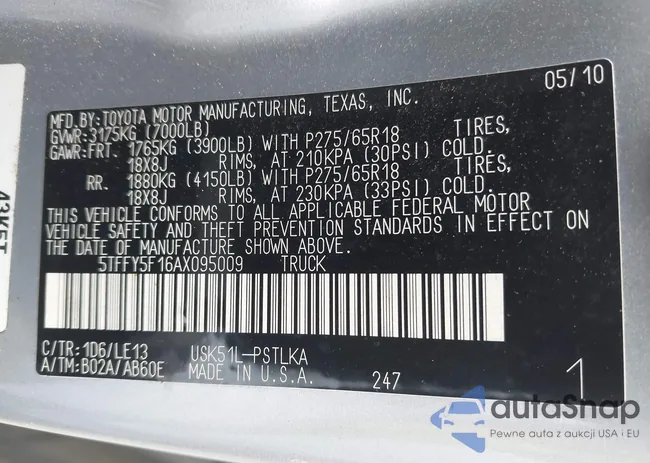 05/10
MFD.BY:TOYOTA MOTOR MANUFACTURING, TEXAS, INC.
GVWR:3175KG (7000LB)
GAWR:FRT. 1765KG (3900LB) WITH P275/65R18 TIRES,
18X8J RIMS, AT 210KPA (30PSI) COLD.
RR. 1880KG (4150LB) WITH P275/65R18 TIRES,
18X8J RIMS, AT 230KPA (33PSI) COLD.
THIS VEHICLE CONFORMS TO ALL APPLICABLE FEDERAL MOTOR
VEHICLE SAFETY AND THEFT PREVENTION STANDARDS IN EFFECT ON
THE DATE OF MANUFACTURE SHOWN ABOVE.
5TFFY5F16AX095009 TRUCK
C/TR:1D6/LE13 USK51L-PSTLKA
A/TM:B02A/AB60E MADE IN U.S.A. 247 1
autaSnap
Pewne auta z aukcji USA i EU